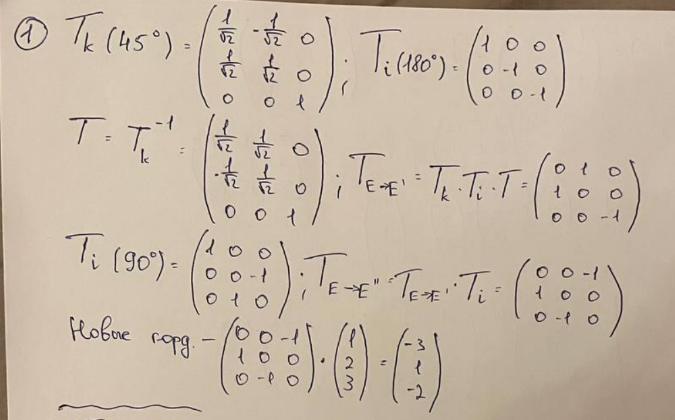 ① T_k (45°) = (1/√2 -1/√2 0; 1/√2 1/√2 0; 0 0 1); T_i (180°) = (1 0 0; 0 -1 0; 0 0 -1)
T = T_k^-1 = (1/√2 1/√2 0; -1/√2 1/√2 0; 0 0 1); T_E→E' = T_k · T_i · T = (0 1 0; 1 0 0; 0 0 -1)
T_i (90°) = (1 0 0; 0 0 -1; 0 1 0); T_E→E'' = T_E→E' · T_i = (0 0 -1; 1 0 0; 0 -1 0)
Новые коорд. – (0 0 -1; 1 0 0; 0 -1 0) · (1; 2; 3) = (-3; 1; -2)